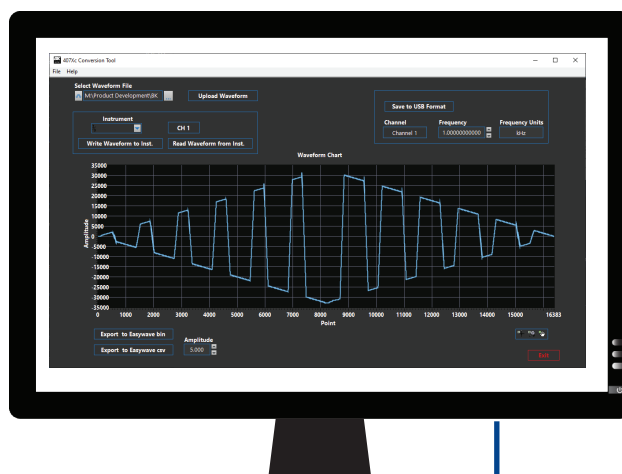 407Xc Conversion Tool
File Help
Select Waveform File
M:\Product Development\BK ...
Upload Waveform
Instrument
CH 1
Write Waveform to Inst.
Read Waveform from Inst.
Save to USB Format
Channel Frequency Frequency Units
Channel 1 1.00000000000 kHz
Waveform Chart
35000
30000
25000
20000
15000
10000
5000
0
-5000
-10000
-15000
-20000
-25000
-30000
-35000
Amplitude
0 1000 2000 3000 4000 5000 6000 7000 8000 9000 10000 11000 12000 13000 14000 15000 16383
Point
Export to Easywave bin
Export to Easywave csv
Amplitude
5.000
Exit